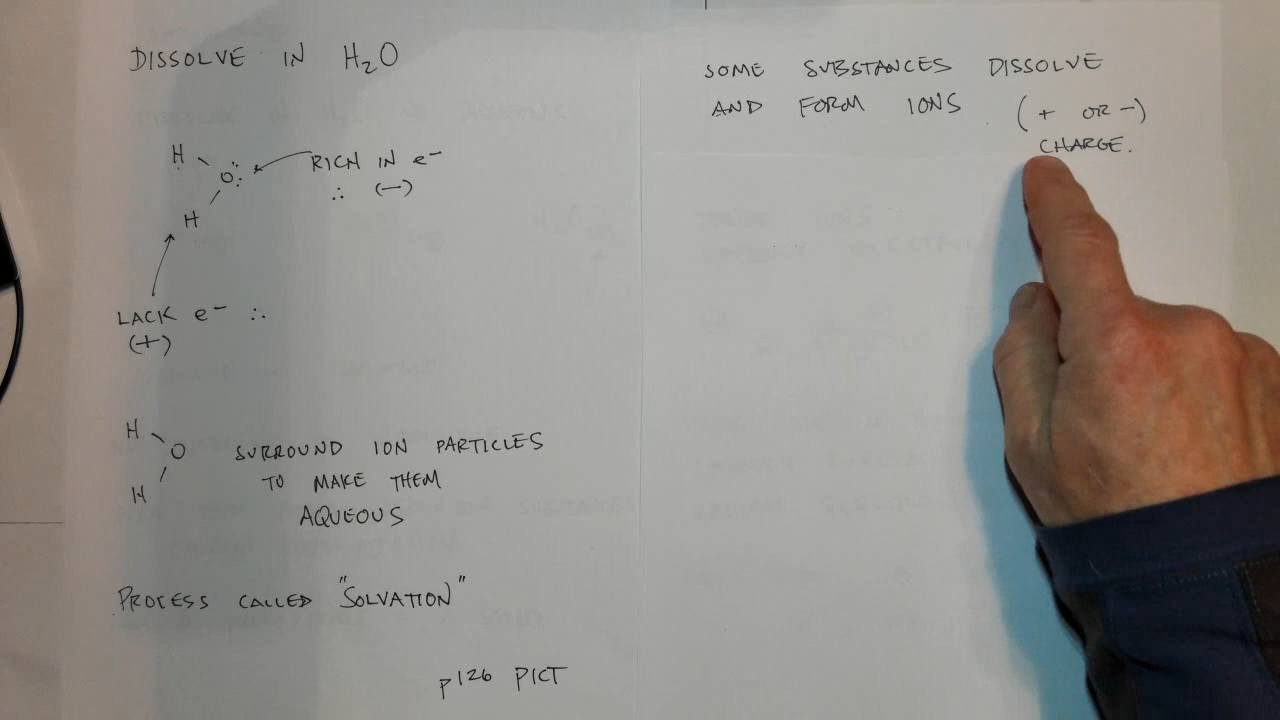 DISSOLVE IN H₂O
H
O
RICH IN e⁻
∴ (−)
H
LACK e⁻ ∴
(+)
H
O
H
SURROUND ION PARTICLES
TO MAKE THEM
AQUEOUS
PROCESS CALLED "SOLVATION"
p126 PICT
SOME SUBSTANCES DISSOLVE
AND FORM IONS (+ OR −)
CHARGE.